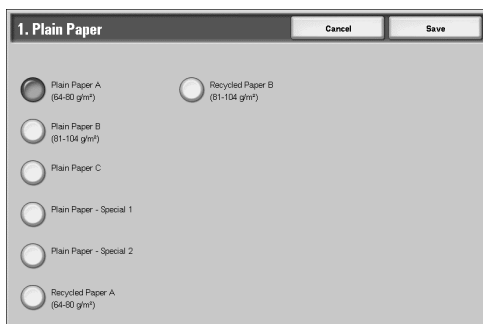 1. Plain Paper
Cancel
Save
Plain Paper A
(64-80 g/m²)
Recycled Paper B
(81-104 g/m²)
Plain Paper B
(81-104 g/m²)
Plain Paper C
Plain Paper - Special 1
Plain Paper - Special 2
Recycled Paper A
(64-80 g/m²)